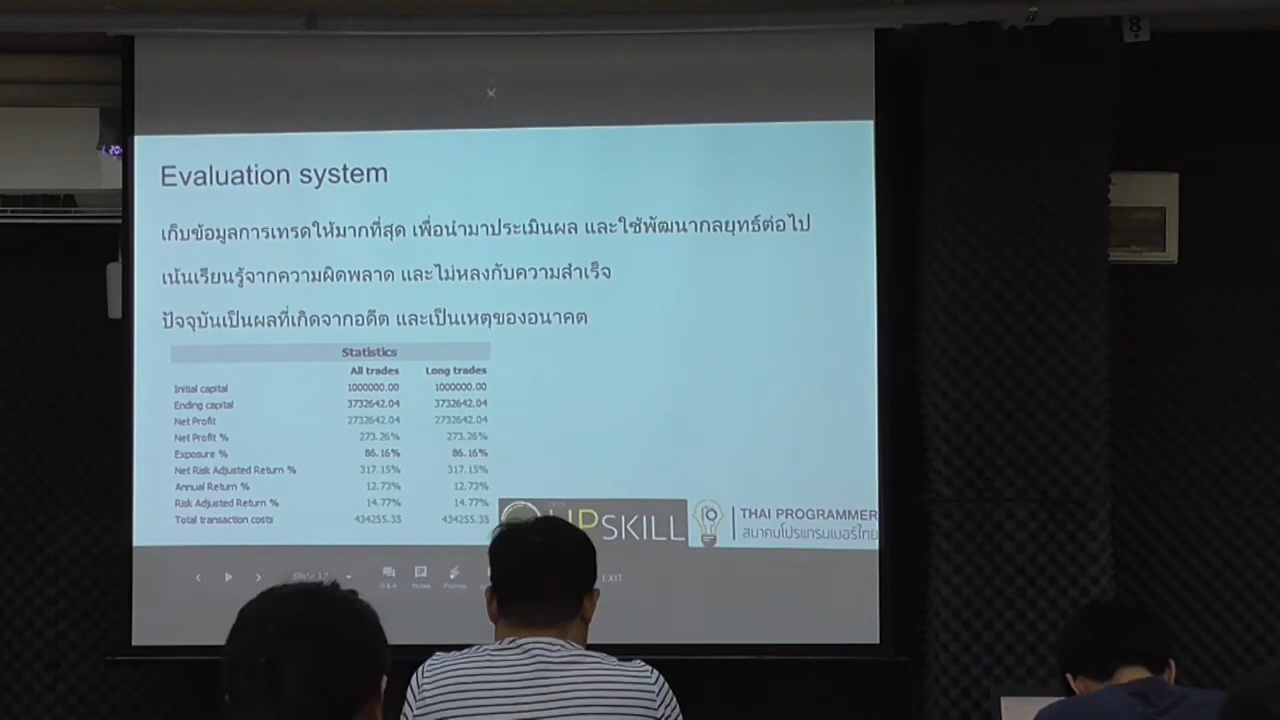 Evaluation system
เก็บข้อมูลการเทรดให้มากที่สุด เพื่อนำมาประเมินผล และใช้พัฒนากลยุทธ์ต่อไป
เน้นเรียนรู้จากความผิดพลาด และไม่หลงกับความสำเร็จ
ปัจจุบันเป็นผลที่เกิดจากอดีต และเป็นเหตุของอนาคต
Statistics
All trades Long trades
Initial capital 1000000.00 1000000.00
Ending capital 3732642.04 3732642.04
Net Profit 2732642.04 2732642.04
Net Profit % 273.26% 273.26%
Exposure % 86.16% 86.16%
Net Risk Adjusted Return % 317.15% 317.15%
Annual Return % 12.73% 12.73%
Risk Adjusted Return % 14.77% 14.77%
Total transaction costs 434255.35 434255.35
UPSKILL
THAI PROGRAMMER
สมาคมโปรแกรมเมอร์ไทย
Q & A Notes Pointer
EXIT